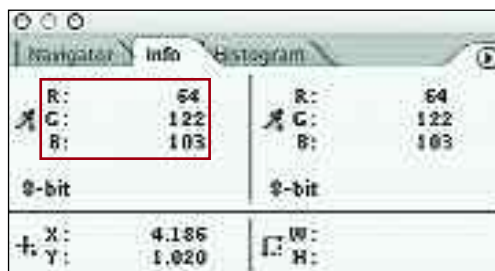 Navigator Info Histogram
R: 64 R: 64
G: 122 G: 122
B: 103 B: 103
8-bit 8-bit
X: 4.186 W:
Y: 1.020 H: